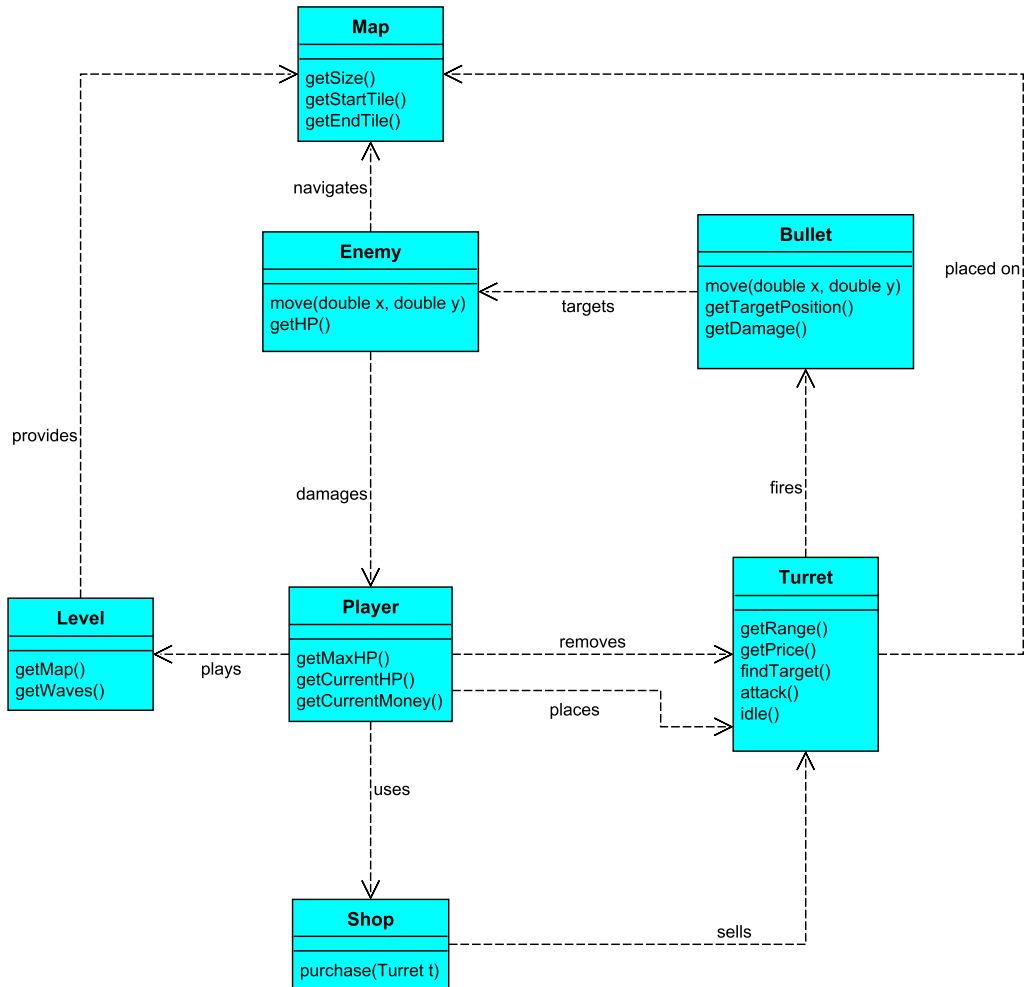 Map
getSize()
getStartTile()
getEndTile()
navigates
Enemy
move(double x, double y)
getHP()
targets
Bullet
move(double x, double y)
getTargetPosition()
getDamage()
placed on
provides
damages
fires
Level
getMap()
getWaves()
plays
Player
getMaxHP()
getCurrentHP()
getCurrentMoney()
removes
places
Turret
getRange()
getPrice()
findTarget()
attack()
idle()
uses
Shop
purchase(Turret t)
sells